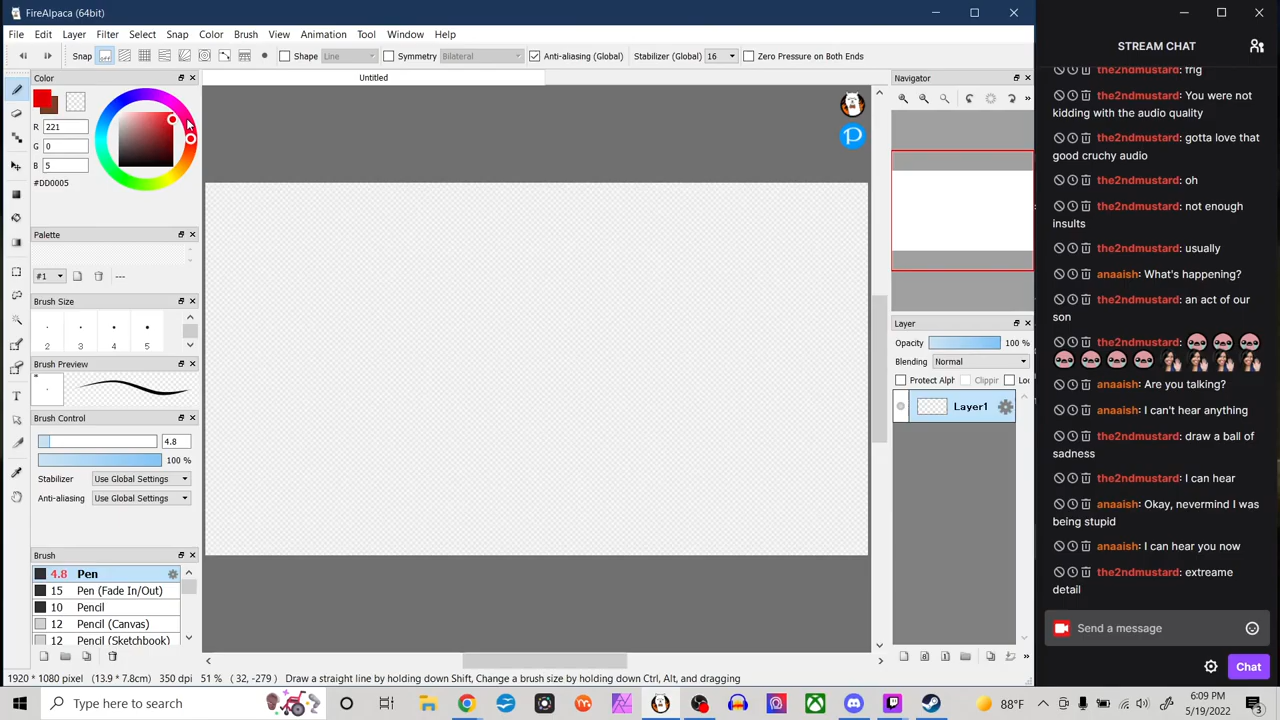 FireAlpaca (64bit)
File Edit Layer Filter Select Snap Color Brush View Animation Tool Window Help
Snap Shape Line Symmetry Bilateral Anti-aliasing (Global) Stabilizer (Global) 16 Zero Pressure on Both Ends
Color
Untitled
R 221
G 0
B 5
#DD0005
Palette
#1 ---
Brush Size
2 3 4 5
Brush Preview
Brush Control
4.8
100 %
Stabilizer Use Global Settings
Anti-aliasing Use Global Settings
Brush
4.8 Pen
15 Pen (Fade In/Out)
10 Pencil
12 Pencil (Canvas)
12 Pencil (Sketchbook)
Navigator
Layer
Opacity 100 %
Blending Normal
Protect Alph Clippir Loc
Layer1
1920 * 1080 pixel (13.9 * 7.8cm) 350 dpi 51 % (32, -279) Draw a straight line by holding down Shift, Change a brush size by holding down Ctrl, Alt, and dragging
STREAM CHAT
the2ndmustard: frig
the2ndmustard: You were not
kidding with the audio quality
the2ndmustard: gotta love that
good cruchy audio
the2ndmustard: oh
the2ndmustard: not enough
insults
the2ndmustard: usually
anaaish: What's happening?
the2ndmustard: an act of our
son
the2ndmustard:
anaaish: Are you talking?
anaaish: I can't hear anything
the2ndmustard: draw a ball of
sadness
the2ndmustard: I can hear
anaaish: Okay, nevermind I was
being stupid
anaaish: I can hear you now
the2ndmustard: extreame
detail
Send a message
Chat
Type here to search
88°F
6:09 PM
5/19/2022
3